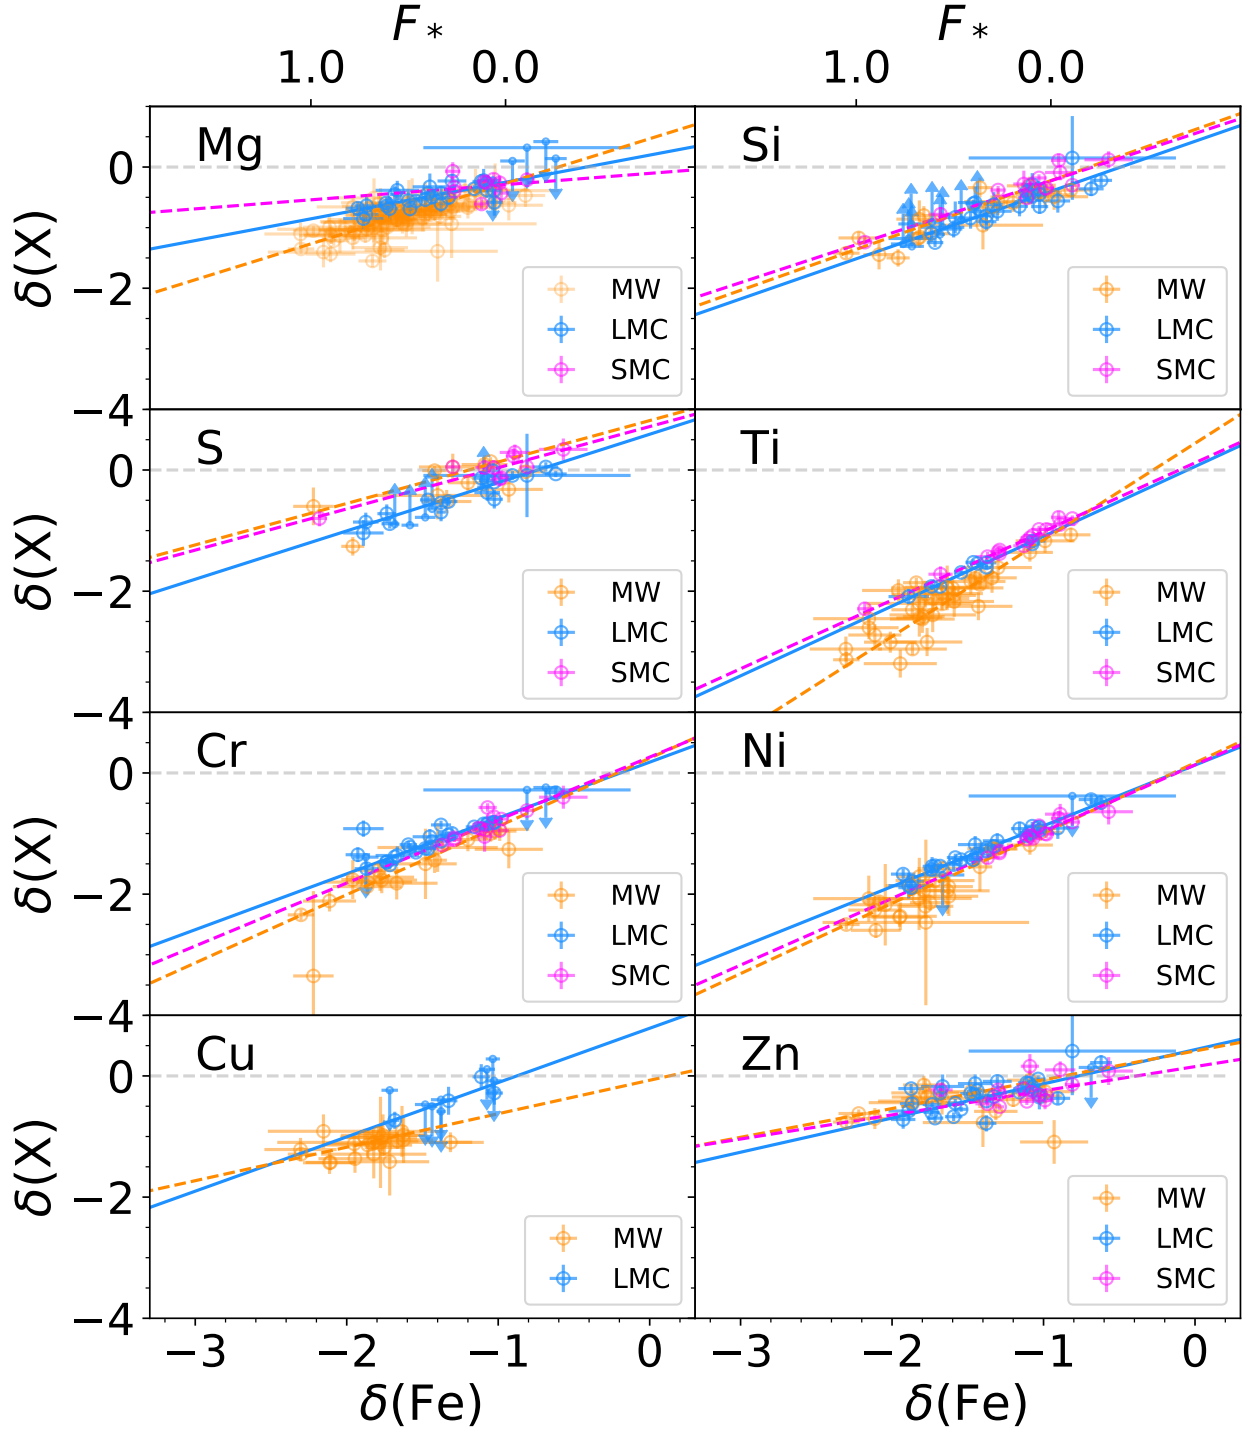 F* F*
1.0 0.0 1.0 0.0
Mg Si
0
δ(X)
−2
MW MW
LMC LMC
SMC SMC
−4
S Ti
0
δ(X)
−2
MW MW
LMC LMC
SMC SMC
−4
Cr Ni
0
δ(X)
−2
MW MW
LMC LMC
SMC SMC
−4
Cu Zn
0
δ(X)
−2
MW MW
LMC LMC
SMC
−4
−3 −2 −1 0 −3 −2 −1 0
δ(Fe) δ(Fe)